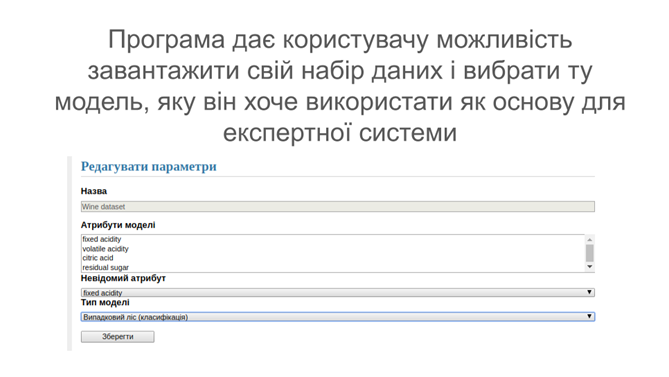 Програма дає користувачу можливість
завантажити свій набір даних і вибрати ту
модель, яку він хоче використати як основу для
експертної системи
Редагувати параметри
Назва
Wine dataset
Атрибути моделі
fixed acidity
volatile acidity
citric acid
residual sugar
Невідомий атрибут
fixed acidity
Тип моделі
Випадковий ліс (класифікація)
Зберегти